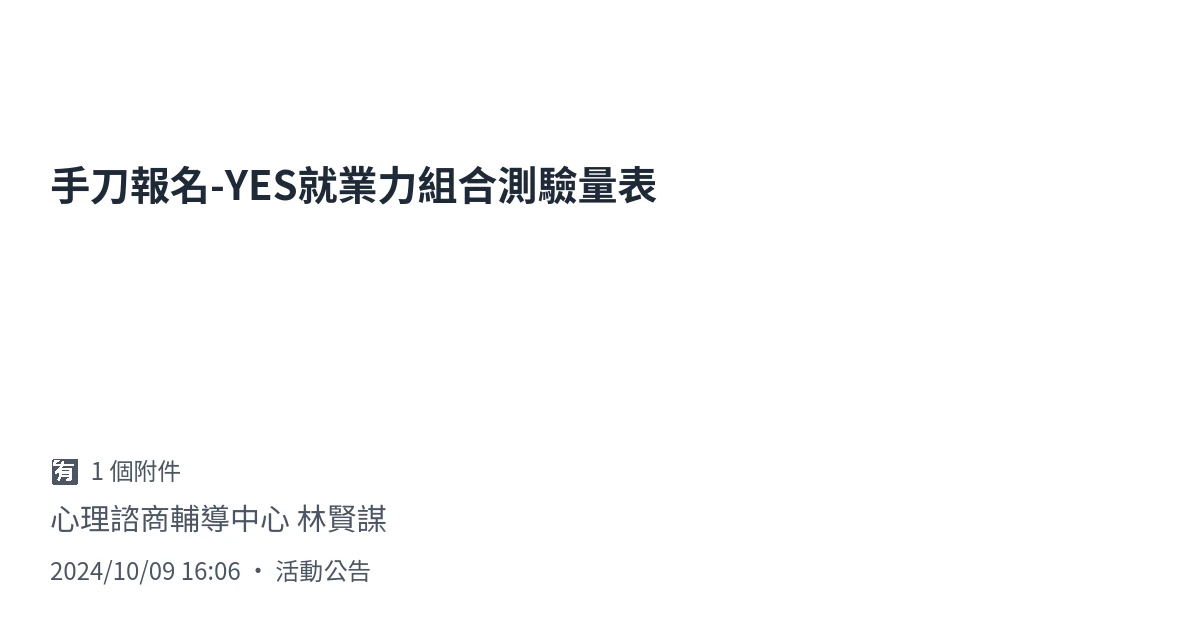 手刀報名-YES就業力組合測驗量表
🈶 1 個附件
心理諮商輔導中心 林賢謀
2024/10/09 16:06 • 活動公告